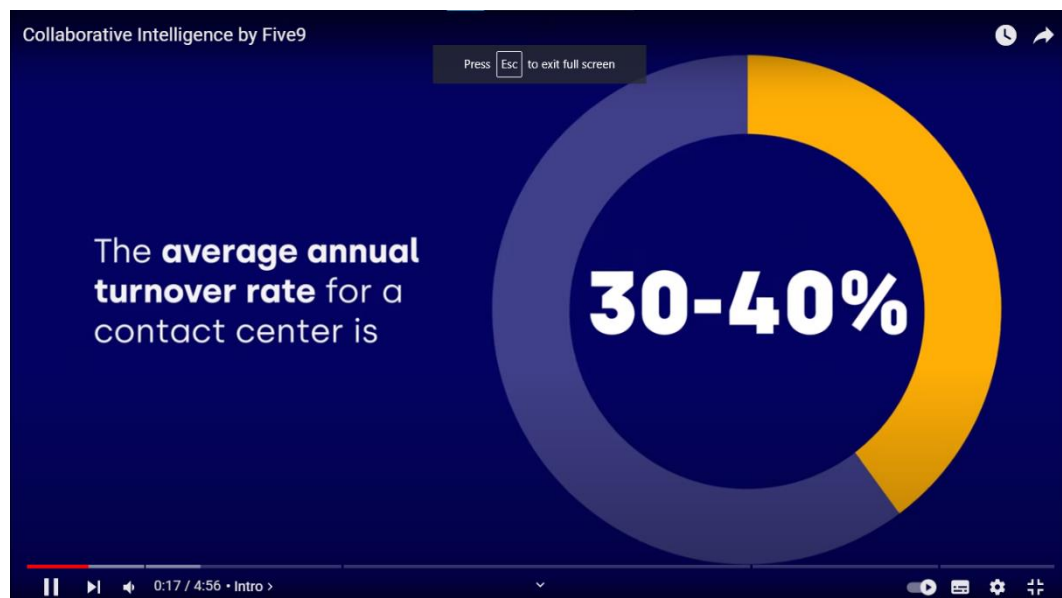 Collaborative Intelligence by Five9
Press Esc to exit full screen
The average annual
turnover rate for a
contact center is
30-40%
0:17 / 4:56 • Intro >